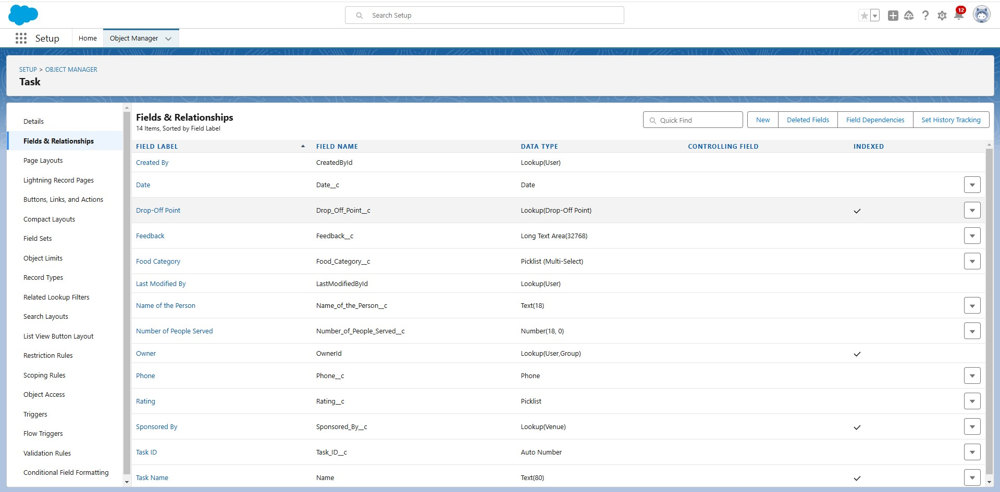 Search Setup
12
Setup
Home
Object Manager
SETUP > OBJECT MANAGER
Task
Details
Fields & Relationships
Page Layouts
Lightning Record Pages
Buttons, Links, and Actions
Compact Layouts
Field Sets
Object Limits
Record Types
Related Lookup Filters
Search Layouts
List View Button Layout
Restriction Rules
Scoping Rules
Object Access
Triggers
Flow Triggers
Validation Rules
Conditional Field Formatting
Fields & Relationships
14 Items, Sorted by Field Label
Quick Find
New
Deleted Fields
Field Dependencies
Set History Tracking
FIELD LABEL FIELD NAME DATA TYPE CONTROLLING FIELD INDEXED
Created By CreatedById Lookup(User)
Date Date__c Date
Drop-Off Point Drop_Off_Point__c Lookup(Drop-Off Point)
Feedback Feedback__c Long Text Area(32768)
Food Category Food_Category__c Picklist (Multi-Select)
Last Modified By LastModifiedById Lookup(User)
Name of the Person Name_of_the_Person__c Text(18)
Number of People Served Number_of_People_Served__c Number(18, 0)
Owner OwnerId Lookup(User,Group)
Phone Phone__c Phone
Rating Rating__c Picklist
Sponsored By Sponsored_By__c Lookup(Venue)
Task ID Task_ID__c Auto Number
Task Name Name Text(80)